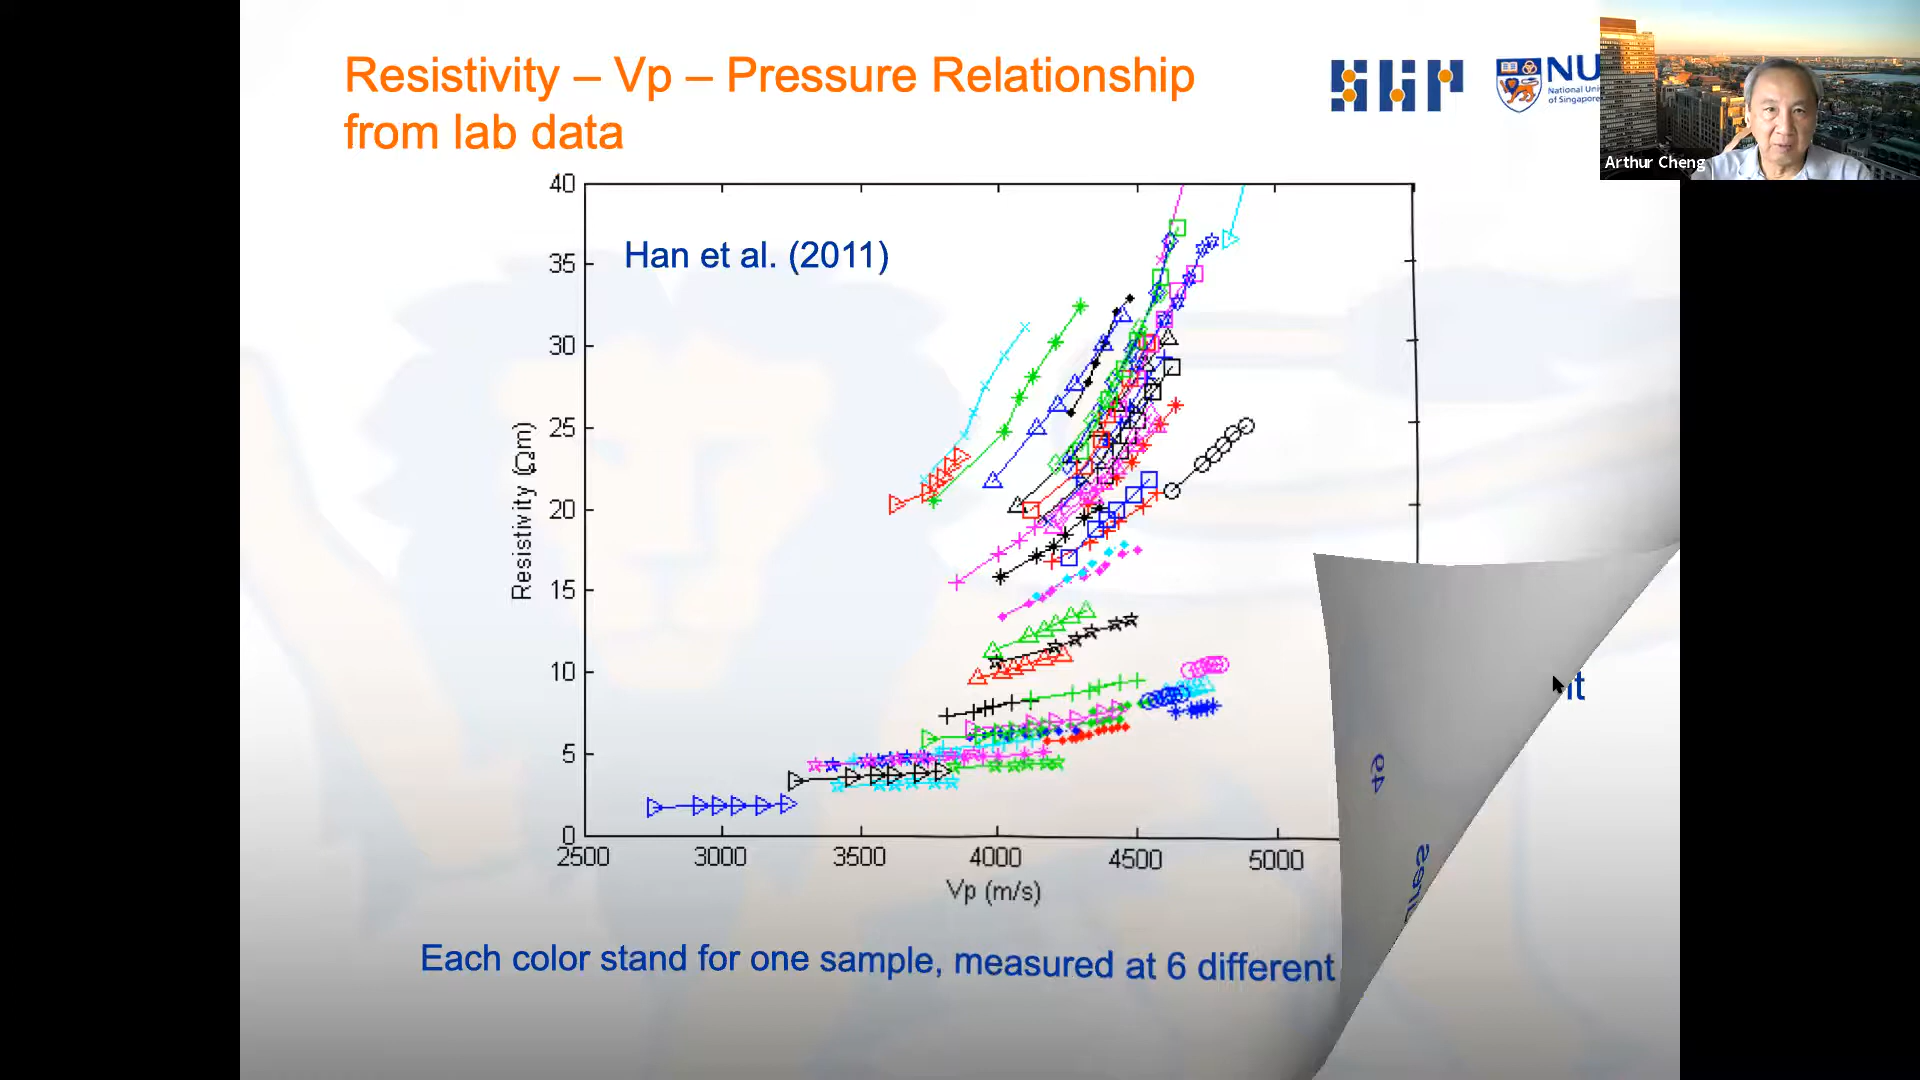 Resistivity – Vp – Pressure Relationship
from lab data
NU
National Uni
of Singapore
Arthur Cheng
Han et al. (2011)
40
35
30
25
20
15
10
5
0
Resistivity (Ωm)
2500 3000 3500 4000 4500 5000
Vp (m/s)
Each color stand for one sample, measured at 6 different